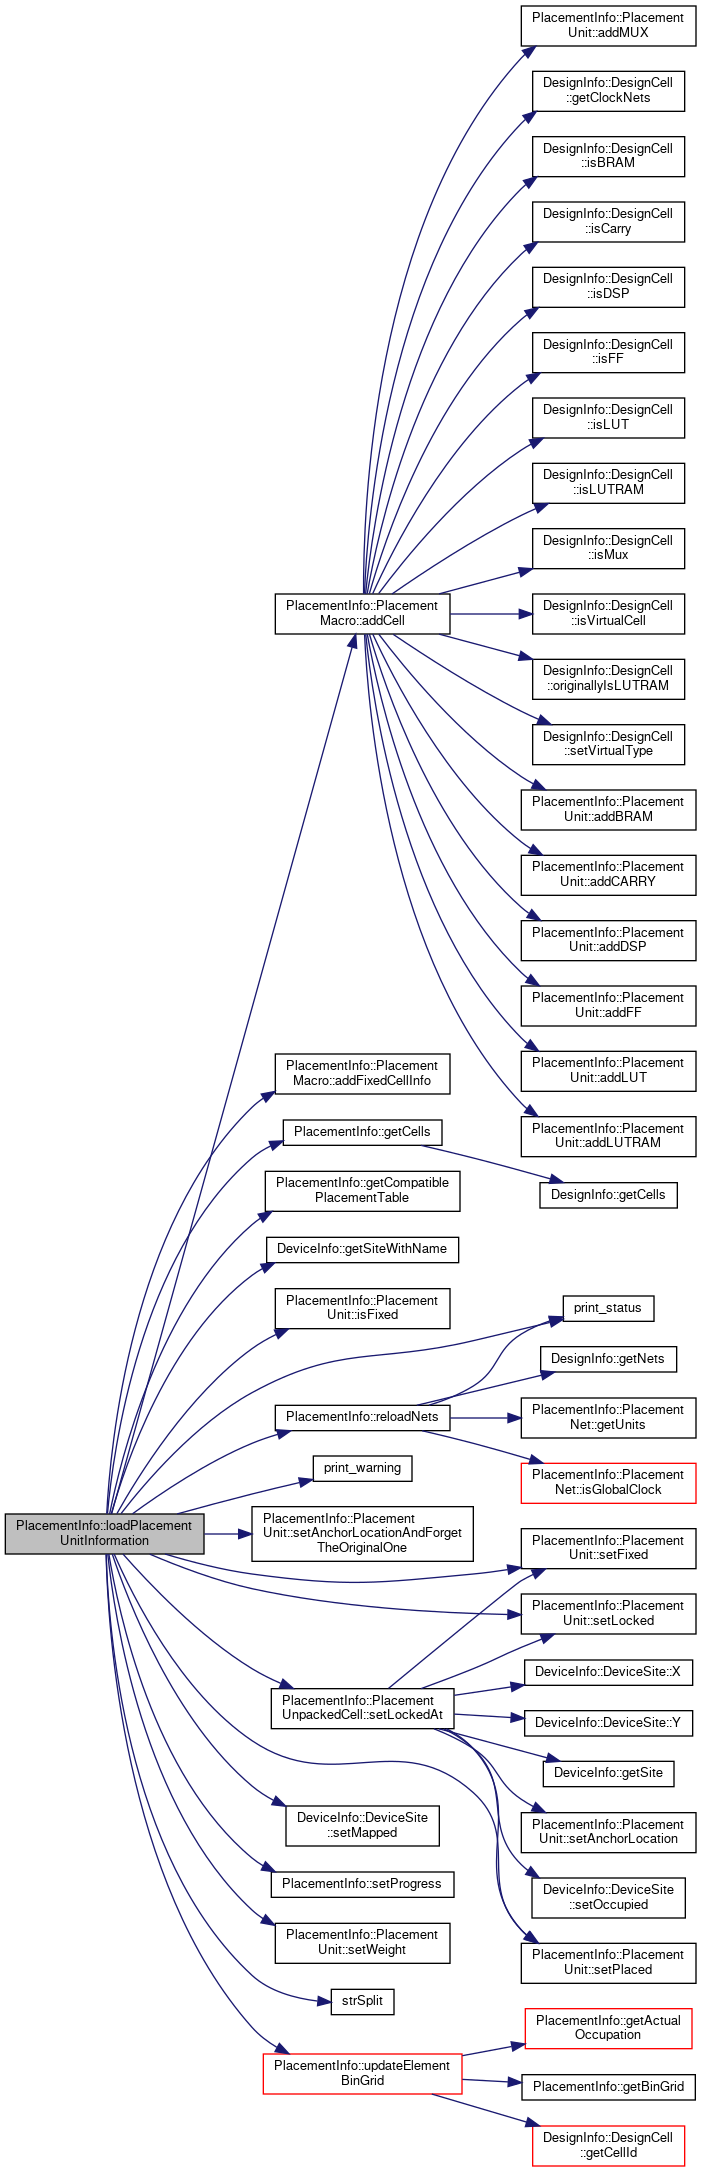 PlacementInfo::Placement
Unit::addMUX
DesignInfo::DesignCell
::getClockNets
DesignInfo::DesignCell
::isBRAM
DesignInfo::DesignCell
::isCarry
DesignInfo::DesignCell
::isDSP
DesignInfo::DesignCell
::isFF
DesignInfo::DesignCell
::isLUT
DesignInfo::DesignCell
::isLUTRAM
DesignInfo::DesignCell
::isMux
PlacementInfo::Placement
Macro::addCell
DesignInfo::DesignCell
::isVirtualCell
DesignInfo::DesignCell
::originallyIsLUTRAM
DesignInfo::DesignCell
::setVirtualType
PlacementInfo::Placement
Unit::addBRAM
PlacementInfo::Placement
Unit::addCARRY
PlacementInfo::Placement
Unit::addDSP
PlacementInfo::Placement
Unit::addFF
PlacementInfo::Placement
Unit::addLUT
PlacementInfo::Placement
Macro::addFixedCellInfo
PlacementInfo::Placement
Unit::addLUTRAM
PlacementInfo::getCells
DesignInfo::getCells
PlacementInfo::getCompatible
PlacementTable
DeviceInfo::getSiteWithName
PlacementInfo::Placement
Unit::isFixed
print_status
DesignInfo::getNets
PlacementInfo::reloadNets
PlacementInfo::Placement
Net::getUnits
print_warning
PlacementInfo::Placement
Net::isGlobalClock
PlacementInfo::loadPlacement
UnitInformation
PlacementInfo::Placement
Unit::setAnchorLocationAndForget
TheOriginalOne
PlacementInfo::Placement
Unit::setFixed
PlacementInfo::Placement
Unit::setLocked
DeviceInfo::DeviceSite::X
PlacementInfo::Placement
UnpackedCell::setLockedAt
DeviceInfo::DeviceSite::Y
DeviceInfo::getSite
DeviceInfo::DeviceSite
::setMapped
PlacementInfo::Placement
Unit::setAnchorLocation
PlacementInfo::setProgress
DeviceInfo::DeviceSite
::setOccupied
PlacementInfo::Placement
Unit::setWeight
PlacementInfo::Placement
Unit::setPlaced
strSplit
PlacementInfo::getActual
Occupation
PlacementInfo::updateElement
BinGrid
PlacementInfo::getBinGrid
DesignInfo::DesignCell
::getCellId